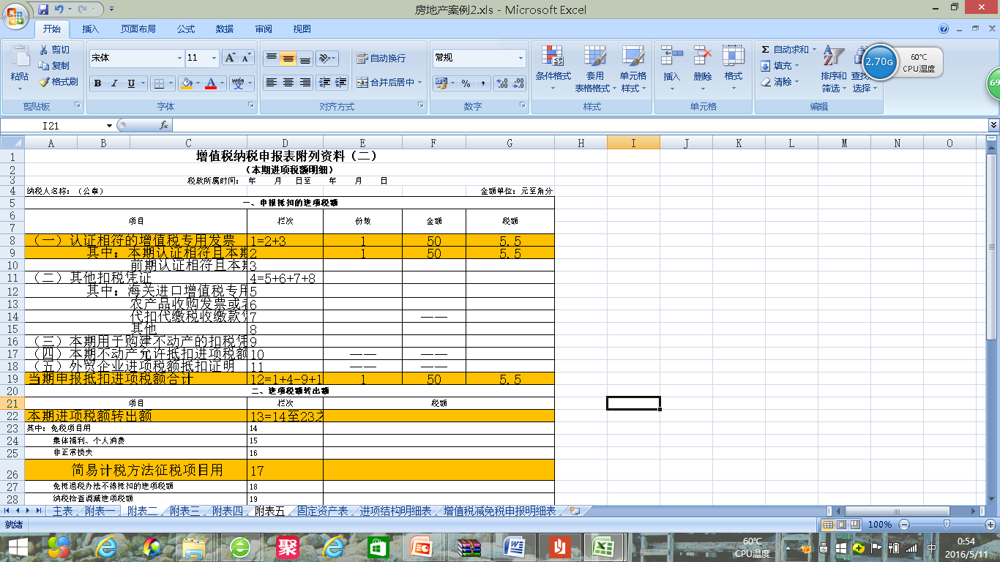 房地产案例2.xls - Microsoft Excel
开始 插入 页面布局 公式 数据 审阅 视图
粘贴 剪切 复制 格式刷 剪贴板
宋体 11 字体
自动换行 合并后居中 对齐方式
常规 数字
条件格式 套用表格格式 单元格样式 样式
插入 删除 格式 单元格
Σ 自动求和 填充 清除 排序和筛选 查找 选择 编辑
2.70G 60℃ CPU温度 69
I21 fx
A B C D E F G H I J K L M N O
1 增值税纳税申报表附列资料（二）
2 （本期进项税额明细）
3 税款所属时间： 年 月 日至 年 月 日
4 纳税人名称：（公章） 金额单位：元至角分
5 一、申报抵扣的进项税额
6 项目 栏次 份数 金额 税额
7
8 （一）认证相符的增值税专用发票 1=2+3 1 50 5.5
9 其中：本期认证相符且本期 2 1 50 5.5
10 前期认证相符且本期 3
11 （二）其他扣税凭证 4=5+6+7+8
12 其中：海关进口增值税专用 5
13 农产品收购发票或 6
14 代扣代缴税收缴款 7 ——
15 其他 8
16 （三）本期用于购建不动产的扣税凭 9
17 （四）本期不动产允许抵扣进项税额 10 —— ——
18 （五）外贸企业进项税额抵扣证明 11 —— ——
19 当期申报抵扣进项税额合计 12=1+4-9+1 1 50 5.5
20 二、进项税额转出额
21 项目 栏次 税额
22 本期进项税额转出额 13=14至23之
23 其中：免税项目用 14
24 集体福利、个人消费 15
25 非正常损失 16
26 简易计税方法征税项目用 17
27 免抵退税办法不得抵扣的进项税额 18
28 纳税检查调减进项税额 19
主表 附表一 附表二 附表三 附表四 附表五 固定资产表 进项结构明细表 增值税减免税申报明细表
就绪 100%
聚 60℃ CPU温度 中 0:54 2016/5/11